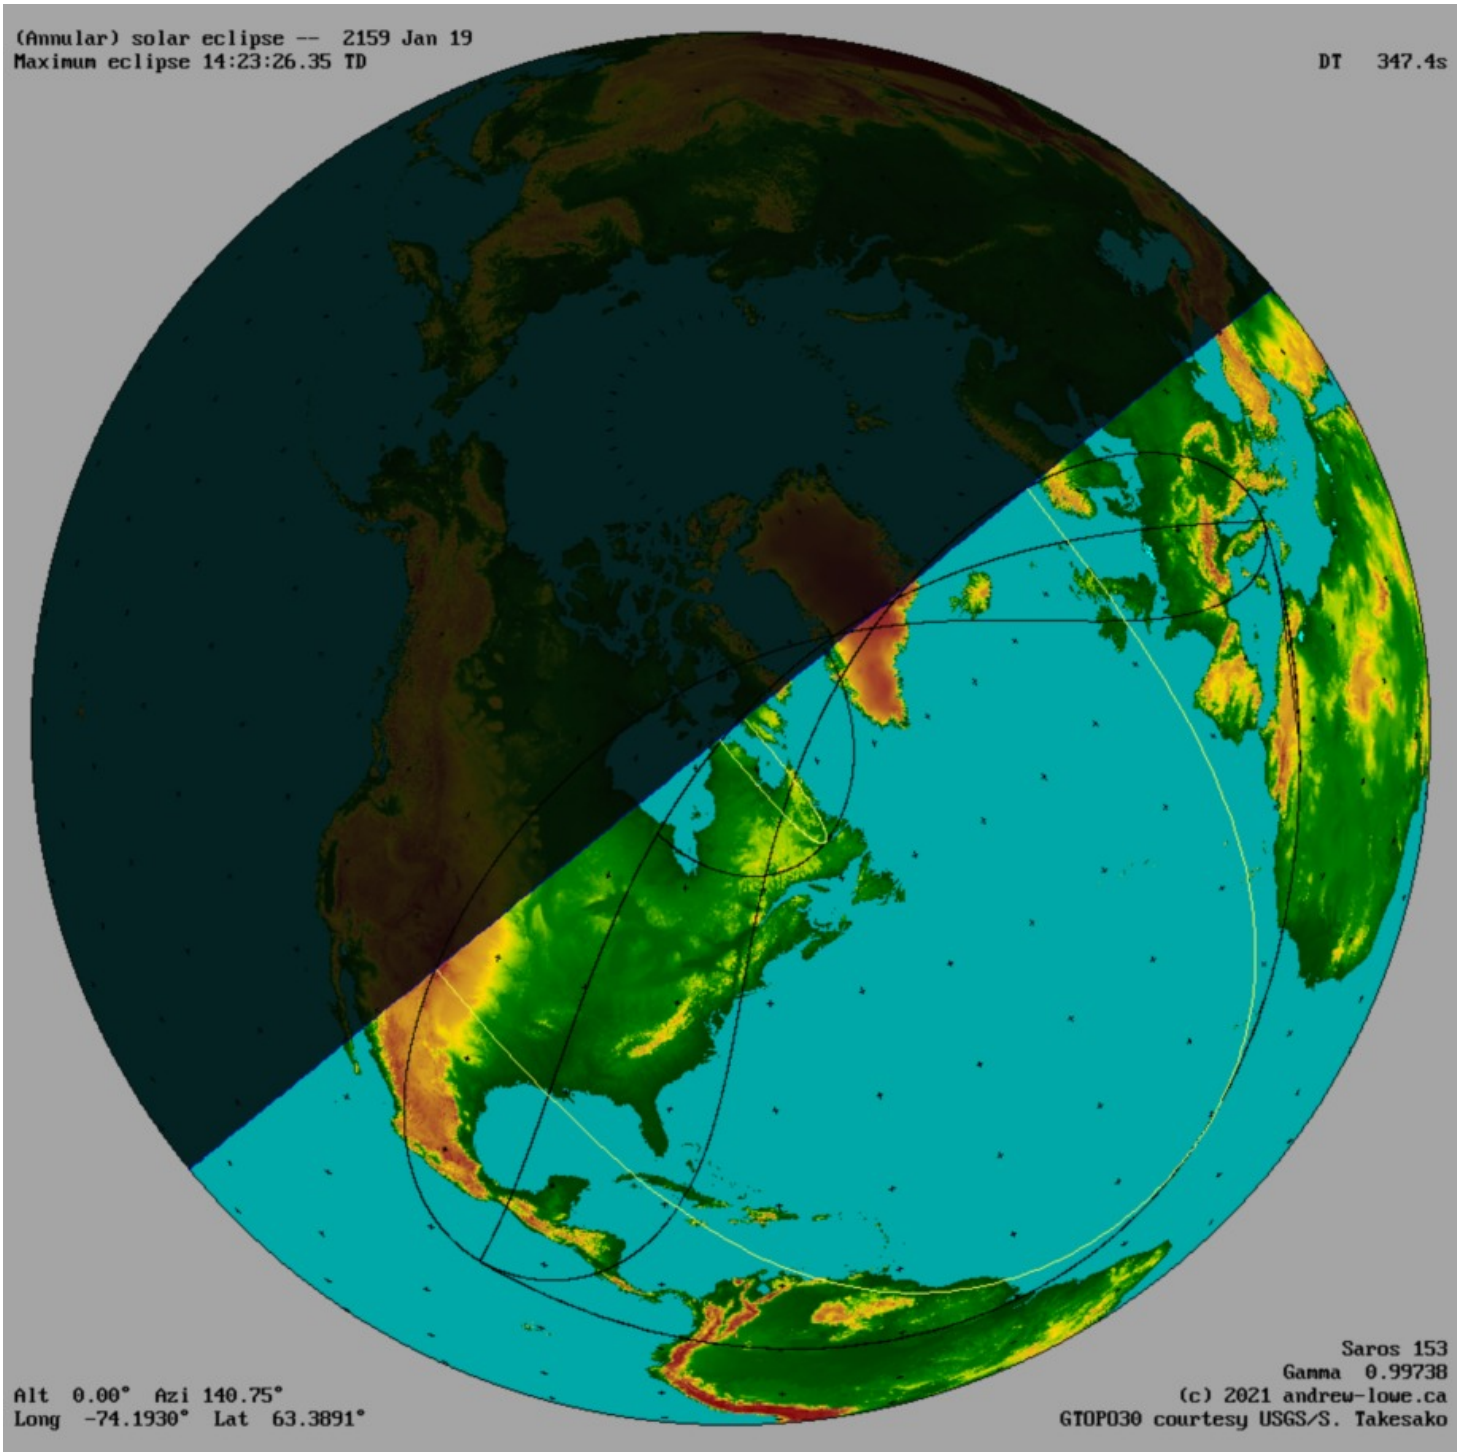 (Annular) solar eclipse --  2159 Jan 19
Maximum eclipse 14:23:26.35 TD
DT   347.4s
Alt  0.00°  Azi 140.75°
Long  -74.1930°  Lat  63.3891°
Saros 153
Gamma  0.99738
(c) 2021 andrew-lowe.ca
GTOPO30 courtesy USGS/S. Takesako